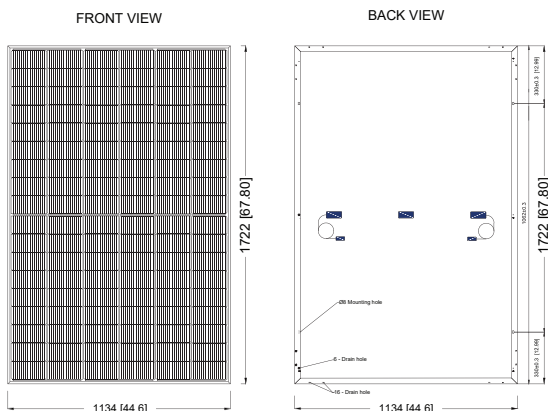 FRONT VIEW
BACK VIEW
1722 [67.80]
1134 [44.6]
330±0.3 [12.99]
1062±0.3
1722 [67.80]
330±0.3 [12.99]
Ø8 Mounting hole
6 - Drain hole
16 - Drain hole
1134 [44.6]